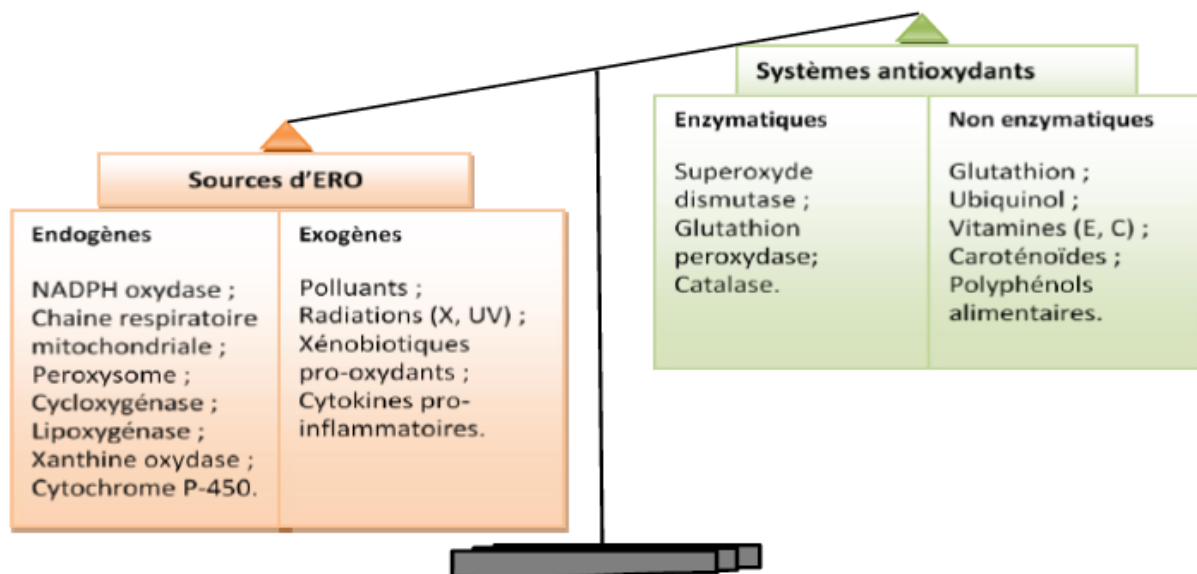 Systèmes antioxydants
Enzymatiques
Superoxyde
dismutase ;
Glutathion
peroxydase;
Catalase.
Non enzymatiques
Glutathion ;
Ubiquinol ;
Vitamines (E, C) ;
Caroténoïdes ;
Polyphénols
alimentaires.
Sources d'ERO
Endogènes
NADPH oxydase ;
Chaine respiratoire
mitochondriale ;
Peroxysome ;
Cycloxygénase ;
Lipoxygénase ;
Xanthine oxydase ;
Cytochrome P-450.
Exogènes
Polluants ;
Radiations (X, UV) ;
Xénobiotiques
pro-oxydants ;
Cytokines pro-
inflammatoires.